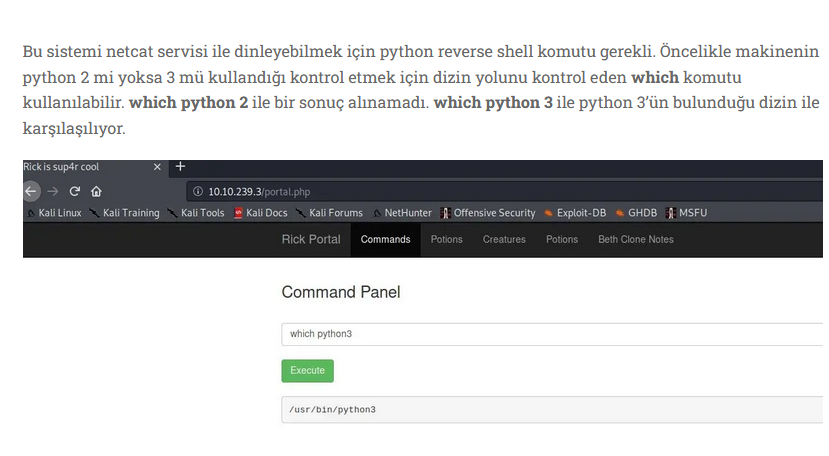 Bu sistemi netcat servisi ile dinleyebilmek için python reverse shell komutu gerekli. Öncelikle makinenin
python 2 mi yoksa 3 mü kullandığı kontrol etmek için dizin yolunu kontrol eden which komutu
kullanılabilir. which python 2 ile bir sonuç alınamadı. which python 3 ile python 3’ün bulunduğu dizin ile
karşılaşılıyor.
Rick is sup4r cool
10.10.239.3/portal.php
Kali Linux Kali Training Kali Tools Kali Docs Kali Forums NetHunter Offensive Security Exploit-DB GHDB MSFU
Rick Portal Commands Potions Creatures Potions Beth Clone Notes
Command Panel
which python3
Execute
/usr/bin/python3